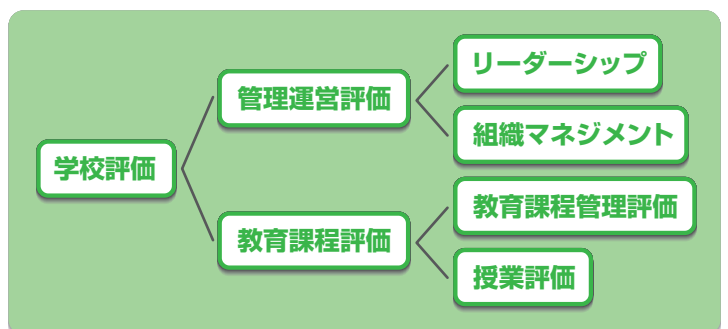 学校評価
管理運営評価
リーダーシップ
組織マネジメント
教育課程評価
教育課程管理評価
授業評価